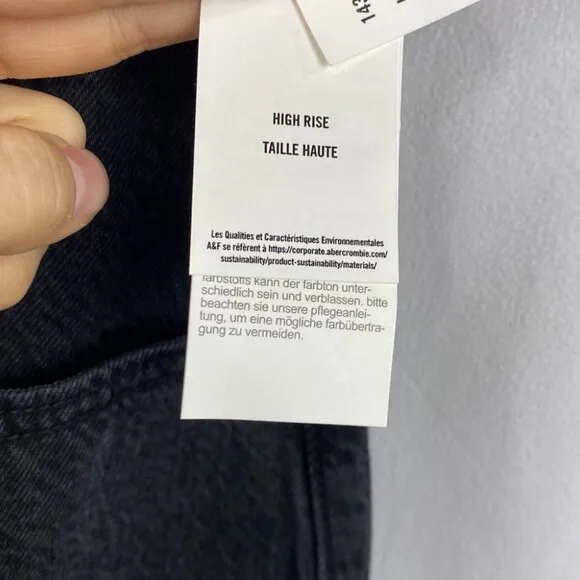 143
HIGH RISE
TAILLE HAUTE
Les Qualities et Caractéristiques Environnementales
A&F se refèrent à https://corporate.abercrombie.com/
sustainability/product-sustainability/materials/
farbstoffs kann der farbton unter-
schiedlich sein und verblassen. bitte
beachten sie unsere pflegeanlei-
tung, um eine mögliche farbübertra-
gung zu vermeiden.